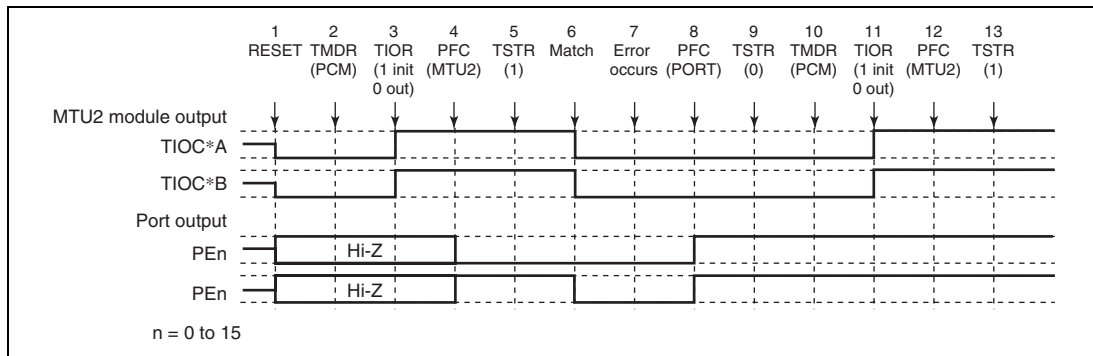 1 2 3 4 5 6 7 8 9 10 11 12 13
RESET TMDR TIOR PFC TSTR Match Error PFC TSTR TMDR TIOR PFC TSTR
(PCM) (1 init (MTU2) (1) occurs (PORT) (0) (PCM) (1 init (MTU2) (1)
0 out) 0 out)
MTU2 module output
TIOC*A
TIOC*B
Port output
PEn Hi-Z
PEn Hi-Z
n = 0 to 15